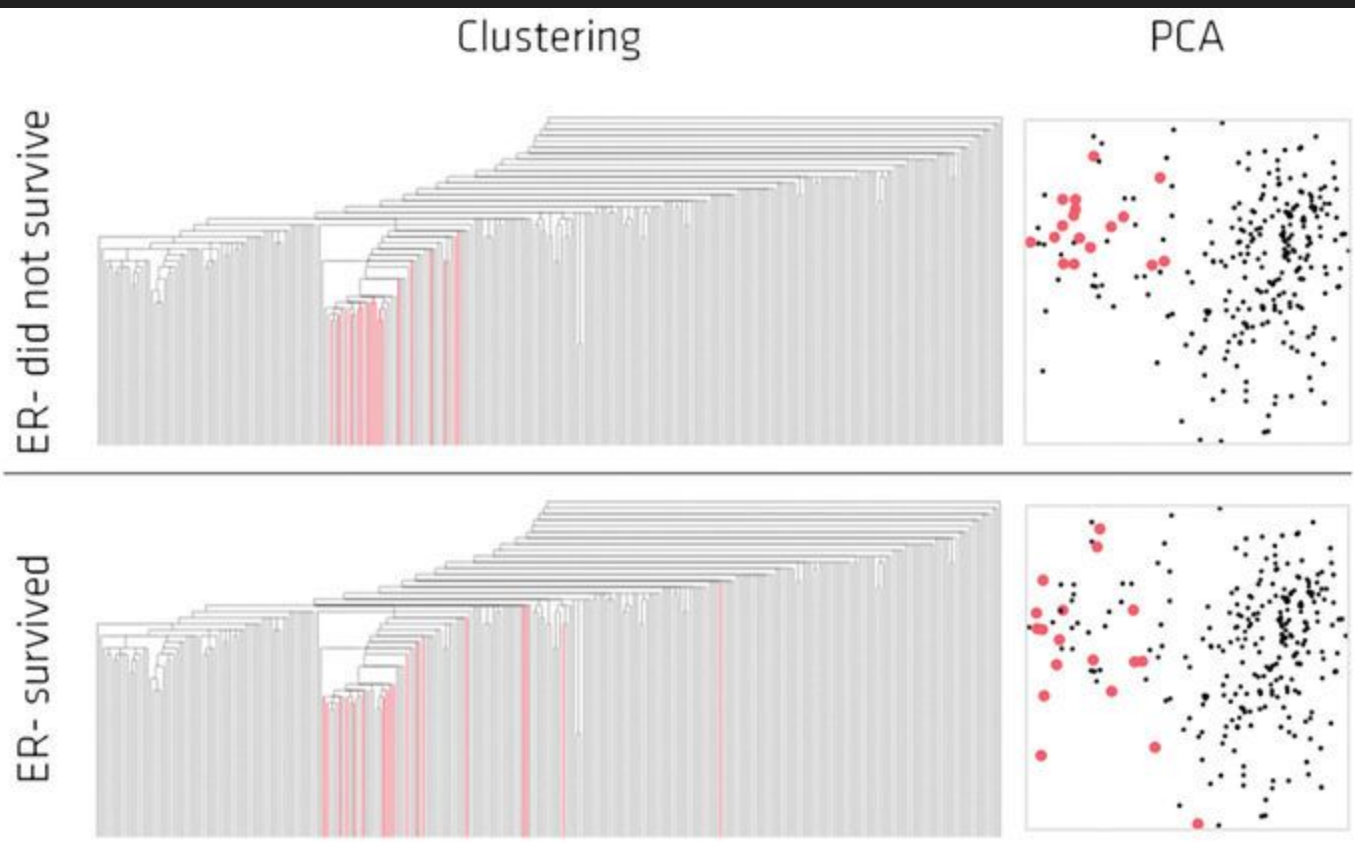 Clustering
PCA
ER- did not survive
ER- survived